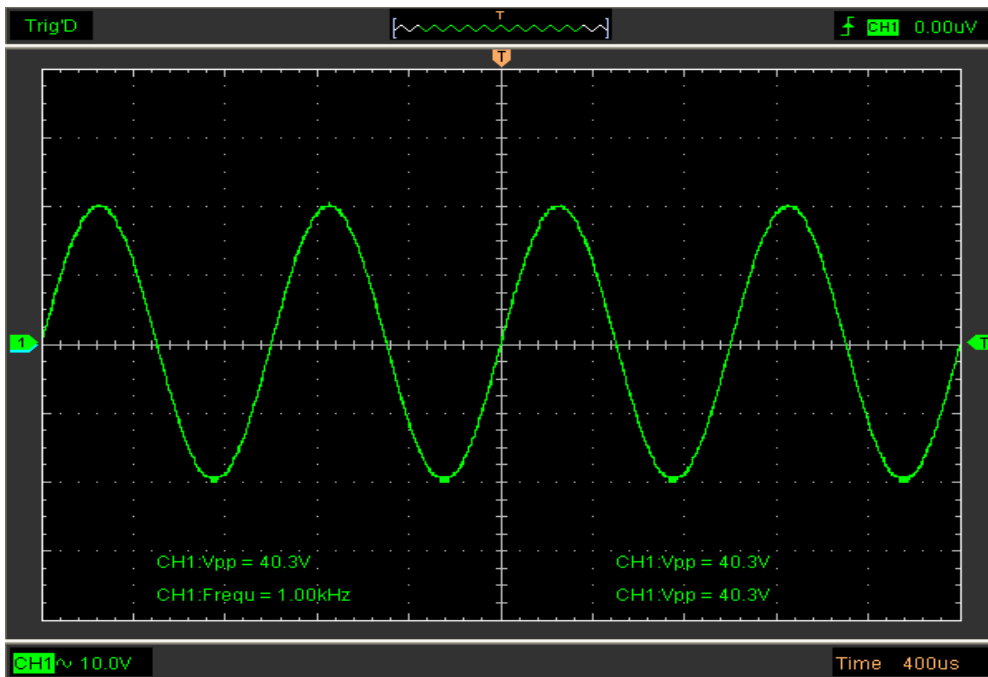 Trig'D
T
CH1 0.00uV
T
1
T
CH1:Vpp = 40.3V
CH1:Vpp = 40.3V
CH1:Frequ = 1.00kHz
CH1:Vpp = 40.3V
CH1 10.0V
Time 400us